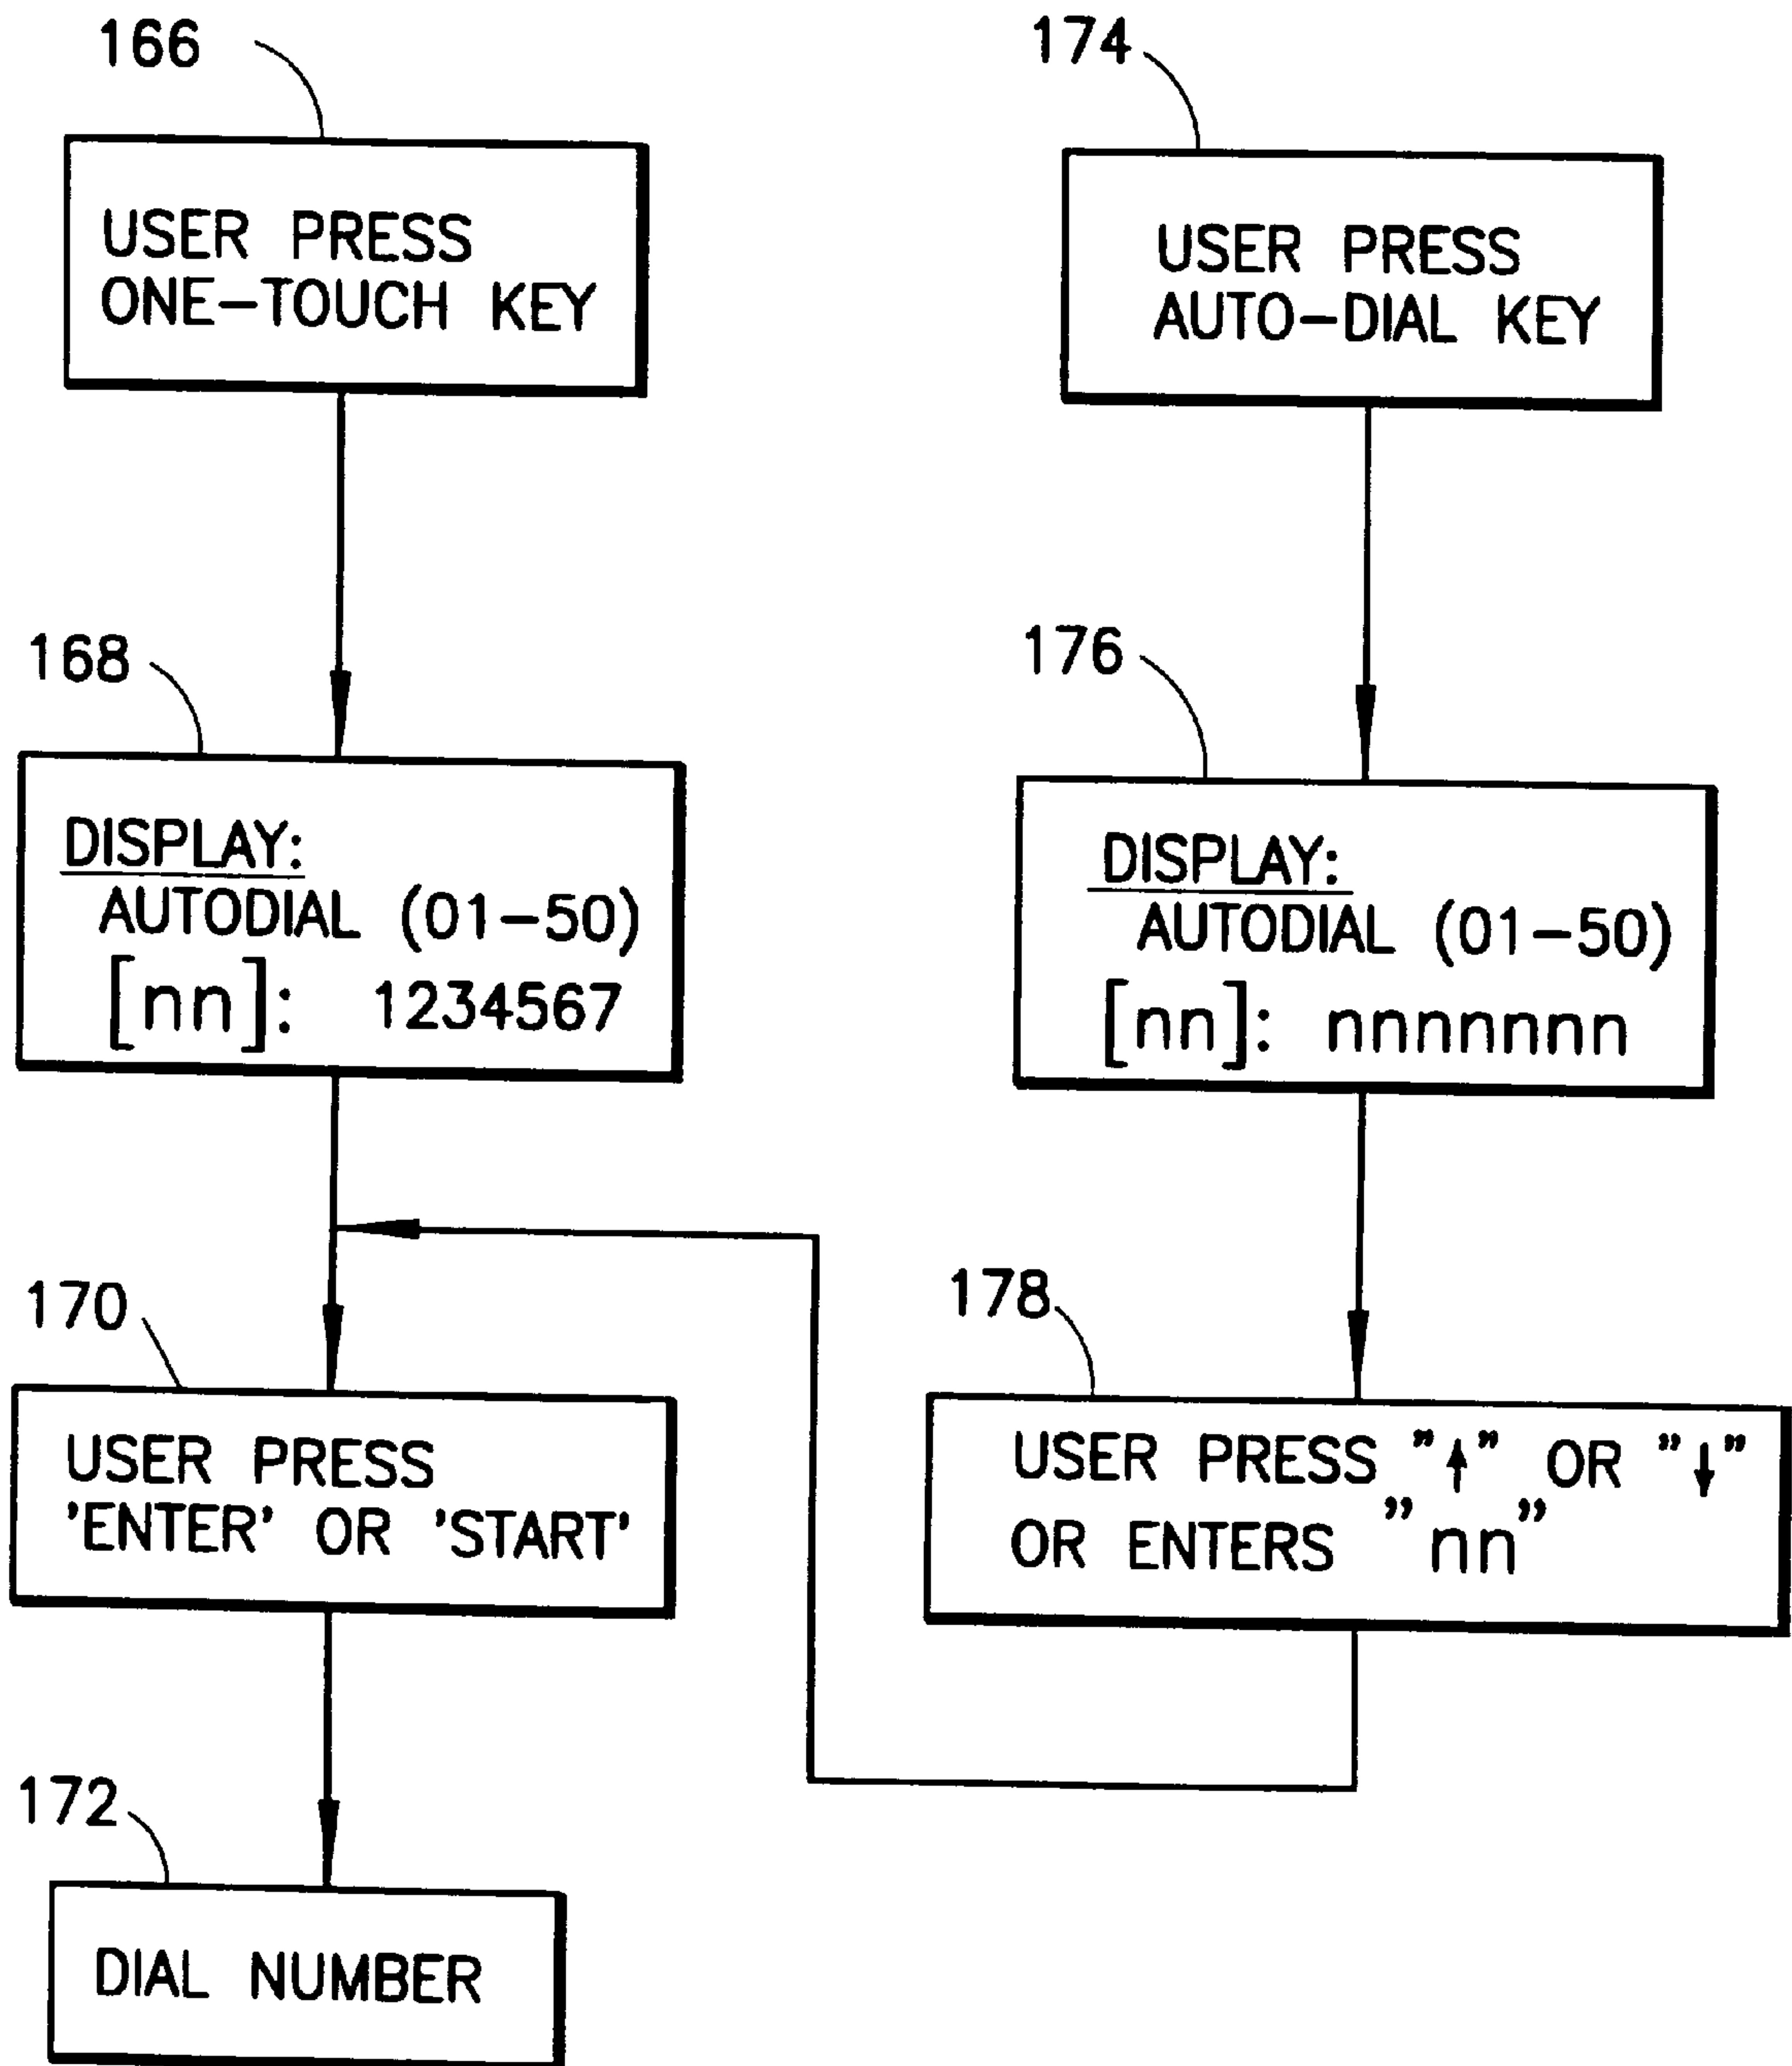 166
USER PRESS
ONE-TOUCH KEY
168
DISPLAY:
AUTODIAL (01-50)
[nn]: 1234567
170
USER PRESS
'ENTER' OR 'START'
172
DIAL NUMBER
174
USER PRESS
AUTO-DIAL KEY
176
DISPLAY:
AUTODIAL (01-50)
[nn]: nnnnnnn
178
USER PRESS "↑" OR "↓"
OR ENTERS "nn"